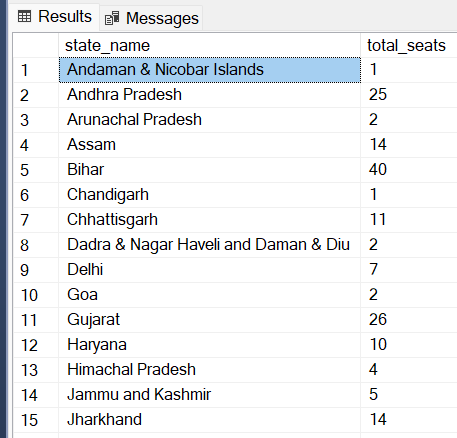 Results Messages
state_name total_seats
1 Andaman & Nicobar Islands 1
2 Andhra Pradesh 25
3 Arunachal Pradesh 2
4 Assam 14
5 Bihar 40
6 Chandigarh 1
7 Chhattisgarh 11
8 Dadra & Nagar Haveli and Daman & Diu 2
9 Delhi 7
10 Goa 2
11 Gujarat 26
12 Haryana 10
13 Himachal Pradesh 4
14 Jammu and Kashmir 5
15 Jharkhand 14